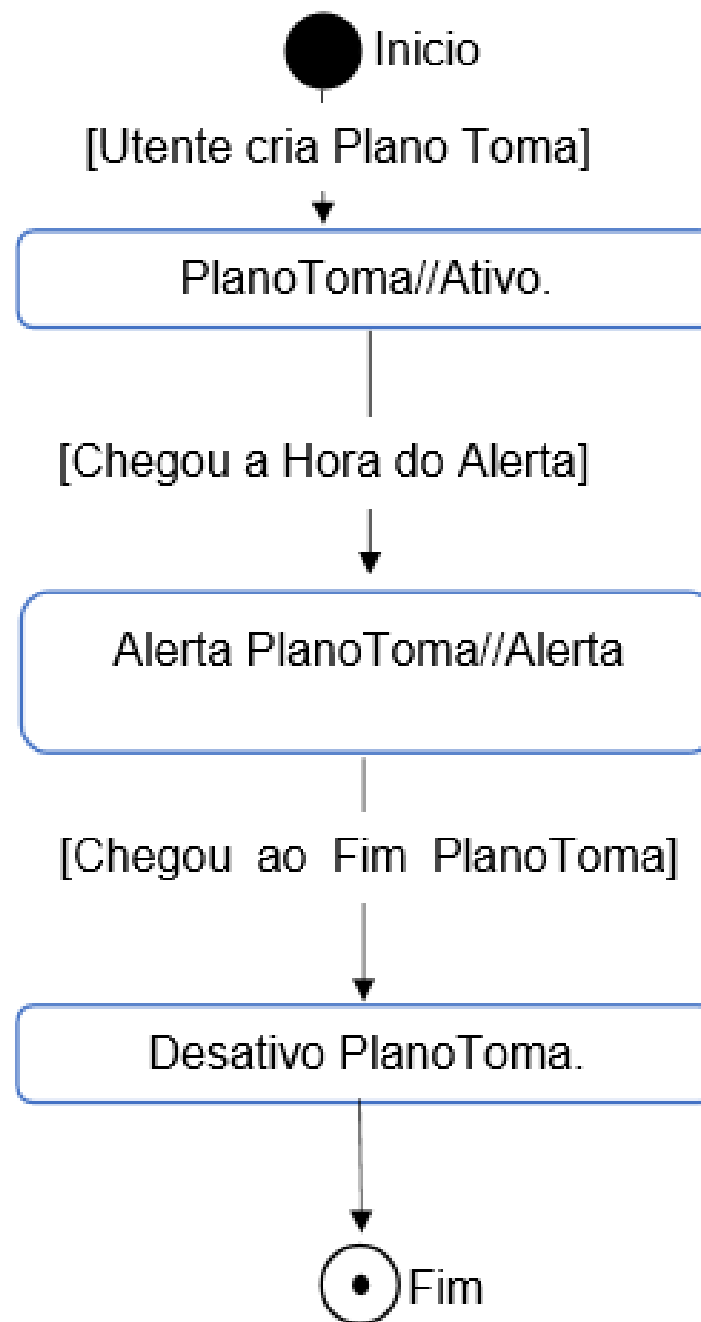 Inicio
[Utente cria Plano Toma]
PlanoToma//Ativo.
[Chegou a Hora do Alerta]
Alerta PlanoToma//Alerta
[Chegou ao Fim PlanoToma]
Desativo PlanoToma.
Fim